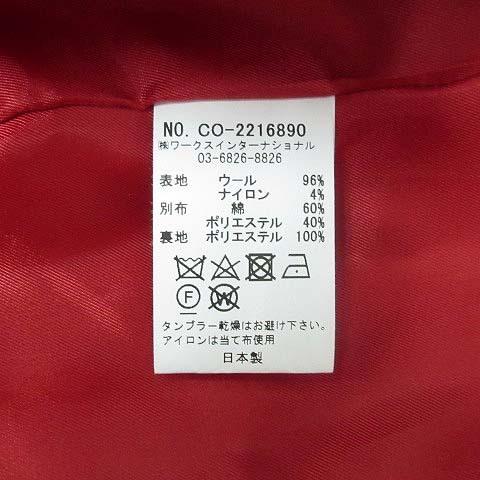 NO. CO-2216890
㈱ワークスインターナショナル
03-6826-8826
表地 ウール 96%
ナイロン 4%
別布 綿 60%
ポリエステル 40%
裏地 ポリエステル 100%
F W
タンブラー乾燥はお避け下さい。
アイロンは当て布使用
日本製